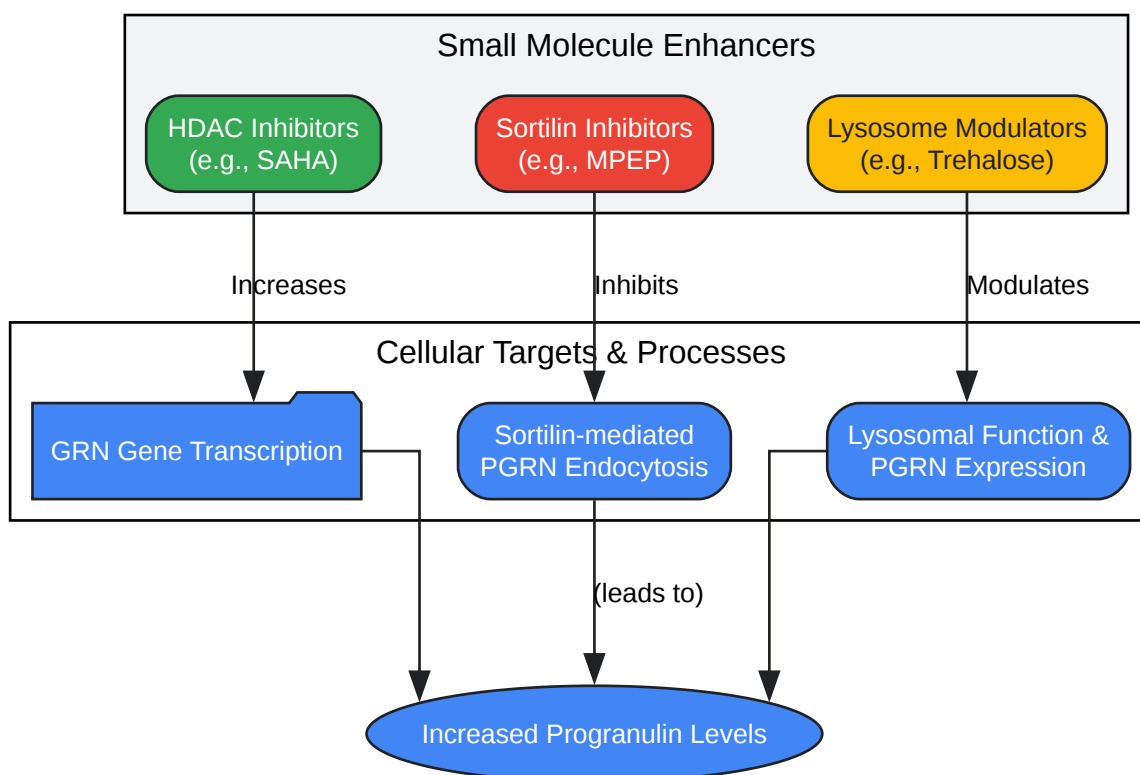 Small Molecule Enhancers
HDAC Inhibitors
(e.g., SAHA)
Sortilin Inhibitors
(e.g., MPEP)
Lysosome Modulators
(e.g., Trehalose)
Increases
Inhibits
Modulates
Cellular Targets & Processes
GRN Gene Transcription
Sortilin-mediated
PGRN Endocytosis
Lysosomal Function &
PGRN Expression
(leads to)
Increased Progranulin Levels